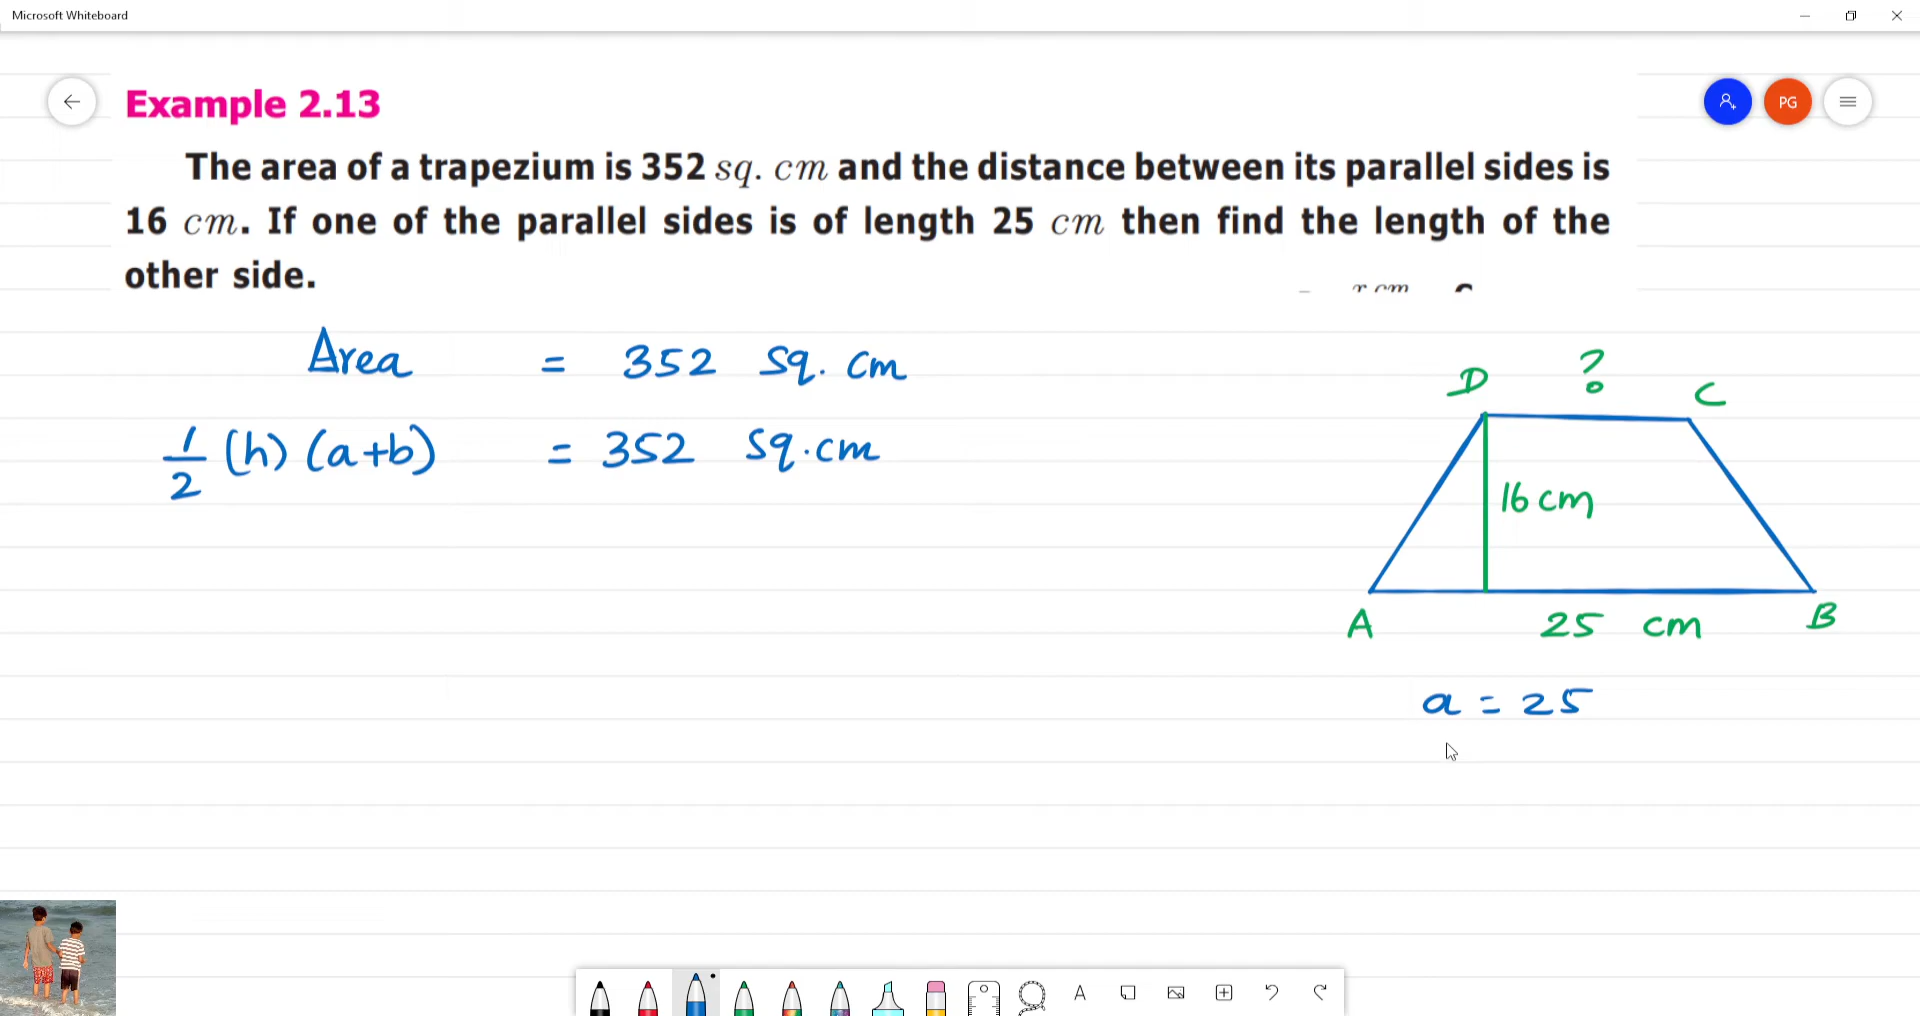 Microsoft Whiteboard
Example 2.13
PG
The area of a trapezium is 352 sq. cm and the distance between its parallel sides is
16 cm. If one of the parallel sides is of length 25 cm then find the length of the
other side.
x cm
Area = 352 sq. cm
D ? C
1/2 (h) (a+b) = 352 sq.cm
16 cm
A 25 cm B
a = 25
A